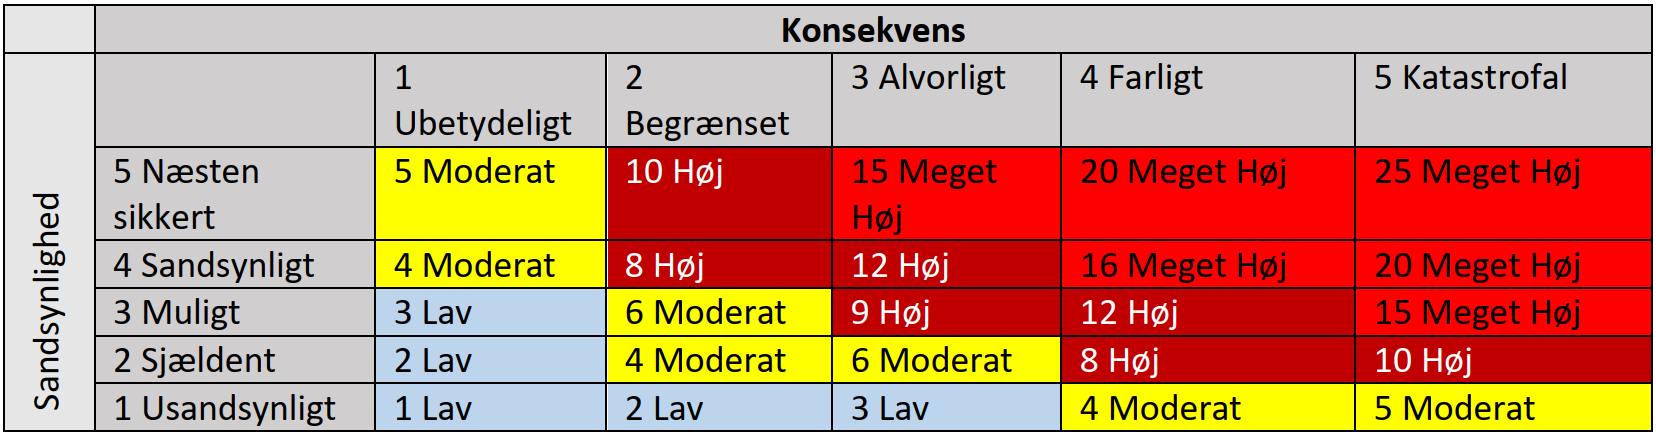 Konsekvens
1 Ubetydeligt
2 Begrænset
3 Alvorligt
4 Farligt
5 Katastrofal
Sandsynlighed
5 Næsten sikkert
5 Moderat
10 Høj
15 Meget Høj
20 Meget Høj
25 Meget Høj
4 Sandsynligt
4 Moderat
8 Høj
12 Høj
16 Meget Høj
20 Meget Høj
3 Muligt
3 Lav
6 Moderat
9 Høj
12 Høj
15 Meget Høj
2 Sjældent
2 Lav
4 Moderat
6 Moderat
8 Høj
10 Høj
1 Usandsynligt
1 Lav
2 Lav
3 Lav
4 Moderat
5 Moderat